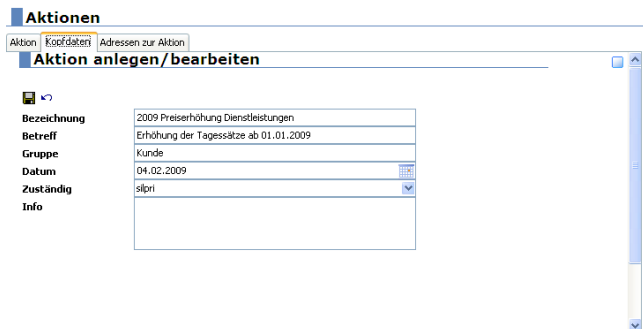 Aktionen
Aktion Kopfdaten Adressen zur Aktion
Aktion anlegen/bearbeiten
Bezeichnung 2009 Preiserhöhung Dienstleistungen
Betreff Erhöhung der Tagessätze ab 01.01.2009
Gruppe Kunde
Datum 04.02.2009
Zuständig silpri
Info